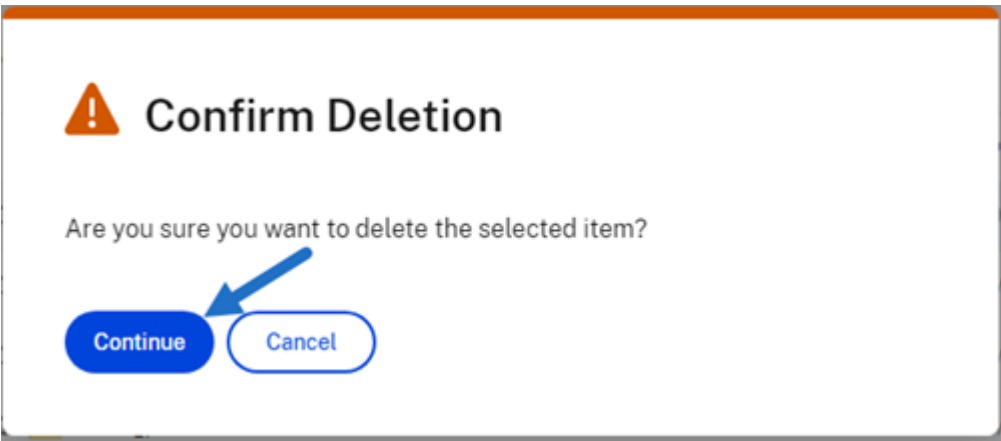 Confirm Deletion
Are you sure you want to delete the selected item?
Continue
Cancel